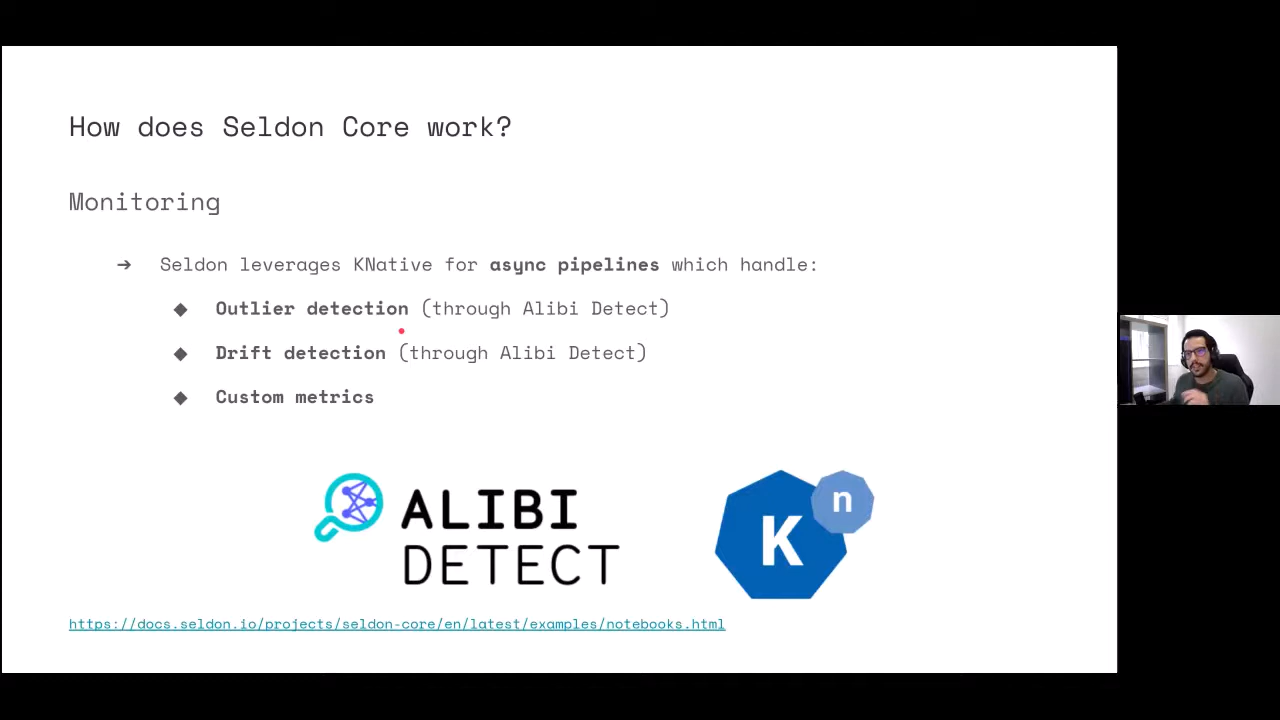 How does Seldon Core work?
Monitoring
➔ Seldon leverages KNative for async pipelines which handle:
◆ Outlier detection (through Alibi Detect)
◆ Drift detection (through Alibi Detect)
◆ Custom metrics
ALIBI
DETECT
K n
https://docs.seldon.io/projects/seldon-core/en/latest/examples/notebooks.html